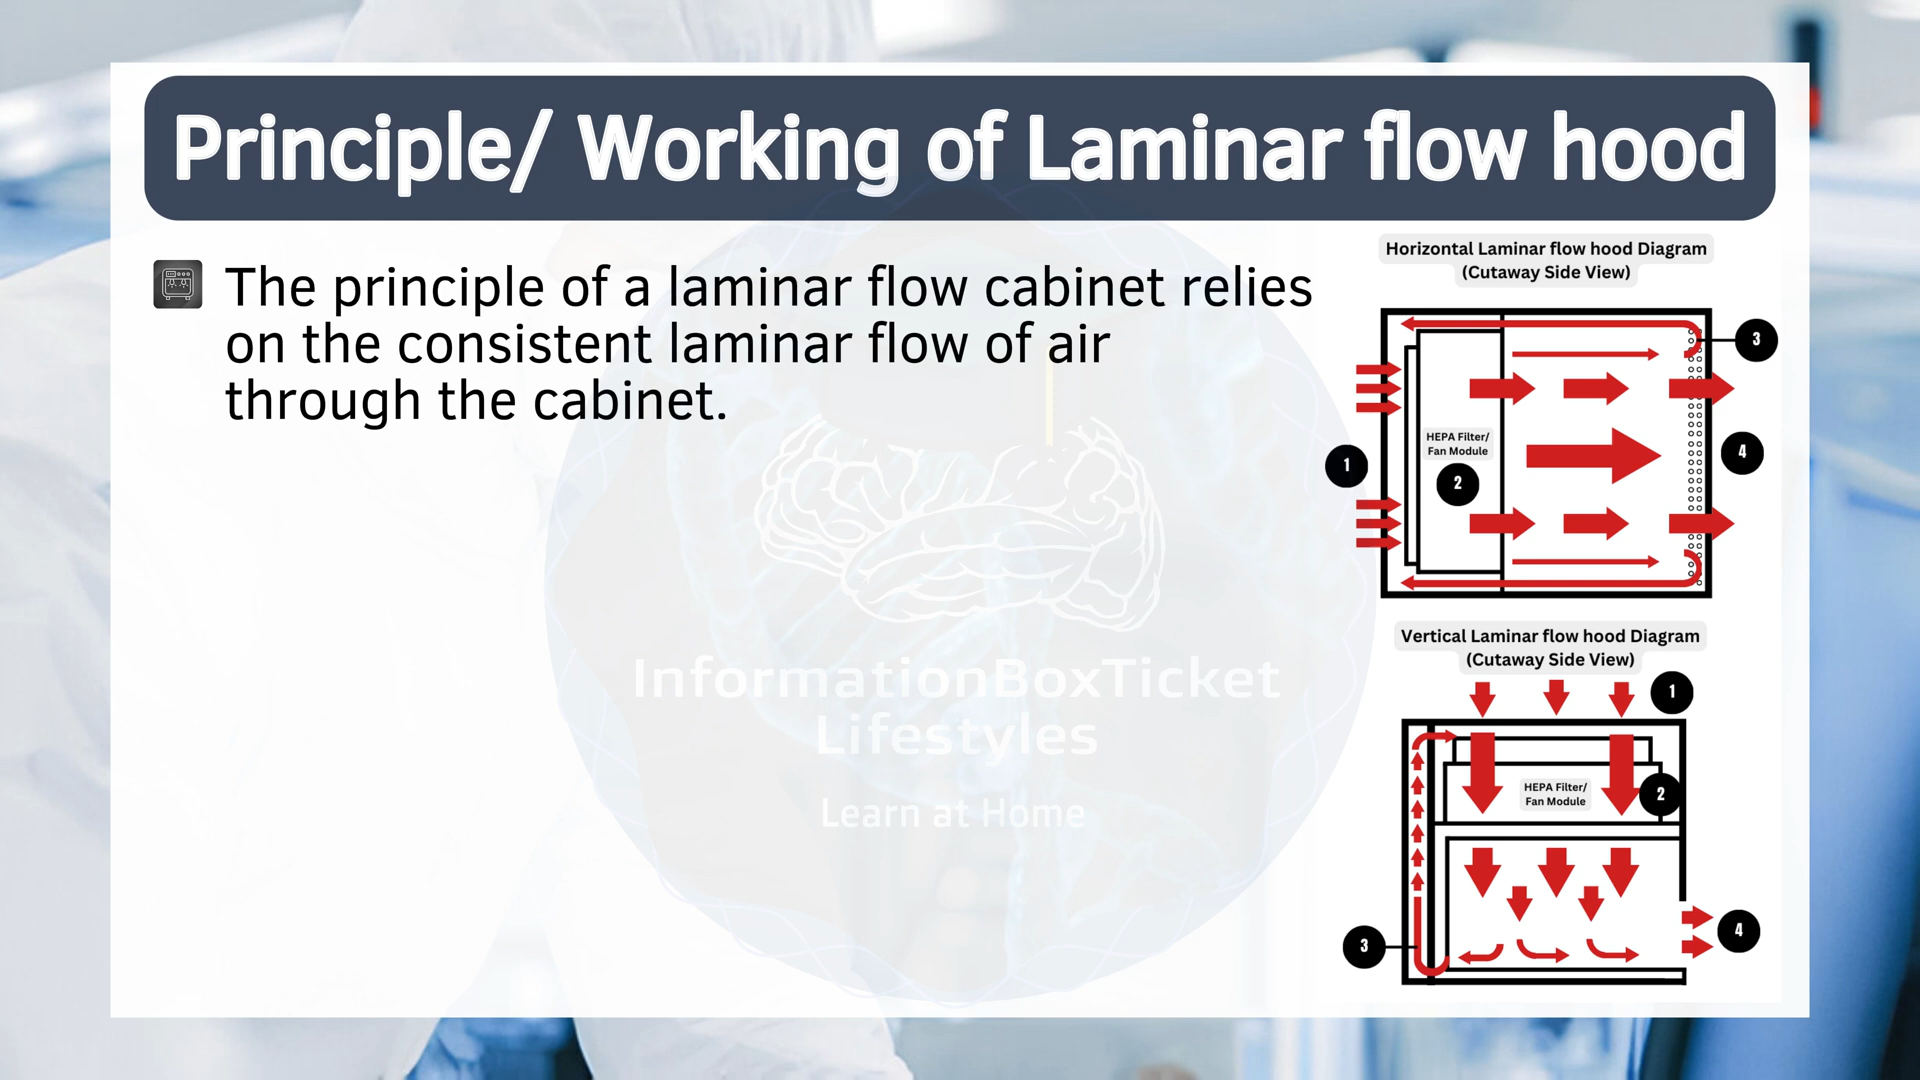 Principle/ Working of Laminar flow hood
The principle of a laminar flow cabinet relies
on the consistent laminar flow of air
through the cabinet.
Horizontal Laminar flow hood Diagram
(Cutaway Side View)
3
HEPA Filter/
Fan Module
1
2
4
Vertical Laminar flow hood Diagram
(Cutaway Side View)
1
HEPA Filter/
Fan Module
2
3
4
InformationBoxTicket
Lifestyles
Learn at Home